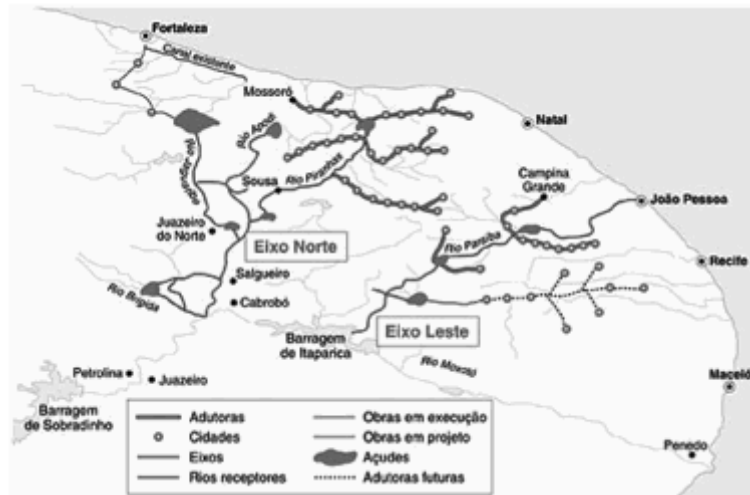 Fortaleza
Canal existente
Mossoró
Rio Apodi
Natal
Rio Jaguaribe
Sousa
Rio Piranhas
Campina
Grande
João Pessoa
Juazeiro
do Norte
Eixo Norte
Rio Paraíba
Recife
Salgueiro
Rio Brígida
Cabrobó
Barragem
de Itaparica
Eixo Leste
Rio Moxotó
Petrolina
Juazeiro
Maceió
Barragem
de Sobradinho
Penedo
Adutoras
Cidades
Eixos
Rios receptores
Obras em execução
Obras em projeto
Açudes
Adutoras futuras